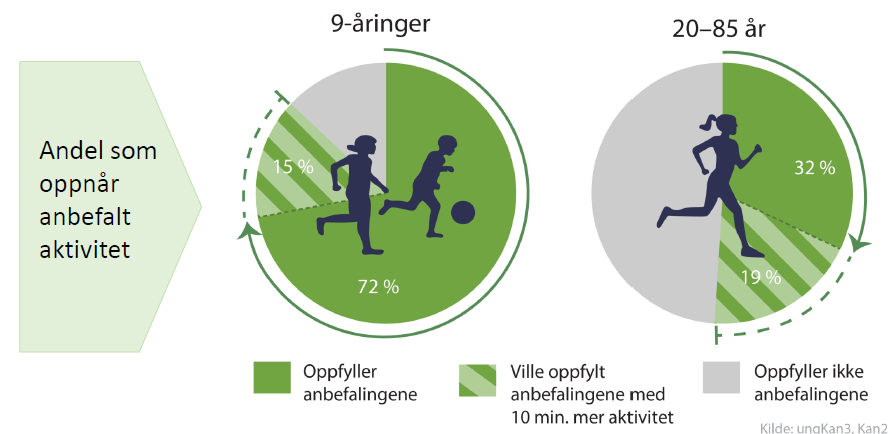 9-åringer
20–85 år
Andel som
oppnår
anbefalt
aktivitet
15 %
72 %
32 %
19 %
Oppfyller
anbefalingene
Ville oppfylt
anbefalingene med
10 min. mer aktivitet
Oppfyller ikke
anbefalingene
Kilde: ungKan3, Kan2